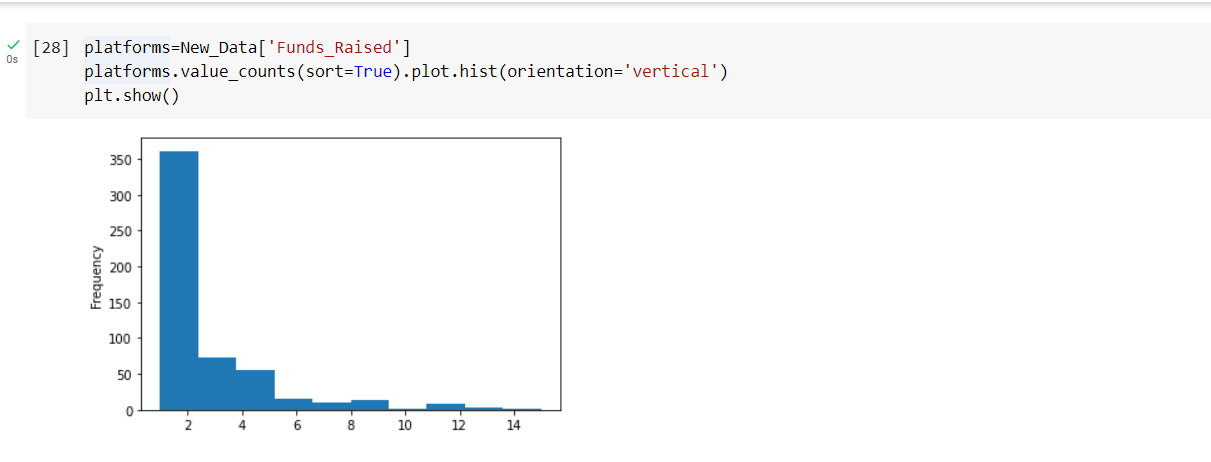 [28] platforms=New_Data['Funds_Raised']
0s
platforms.value_counts(sort=True).plot.hist(orientation='vertical')
plt.show()
350
300
250
200
150
100
50
0
Frequency
2 4 6 8 10 12 14